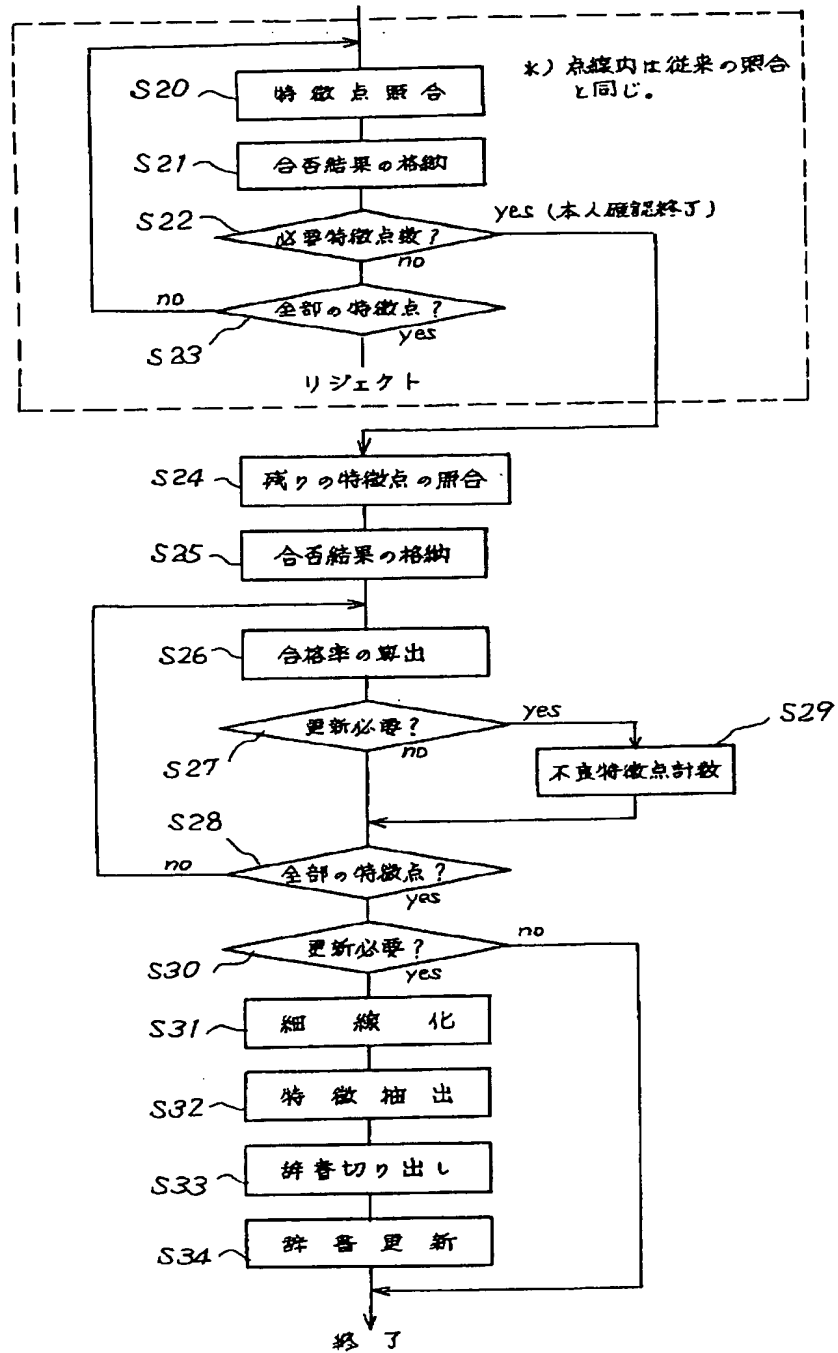 *) 点線内は従来の照合
と同じ。
S20
特徴点照合
S21
合否結果の格納
S22
必要特徴点数?
yes (本人確認終了)
no
全部の特徴点?
no
S23
yes
リジェクト
S24
残りの特徴点の照合
S25
合否結果の格納
S26
合格率の算出
更新必要?
yes
S29
S27
no
不良特徴点計数
S28
全部の特徴点?
no
yes
更新必要?
no
S30
yes
S31
細線化
S32
特徴抽出
S33
辞書切り出し
S34
辞書更新
終了